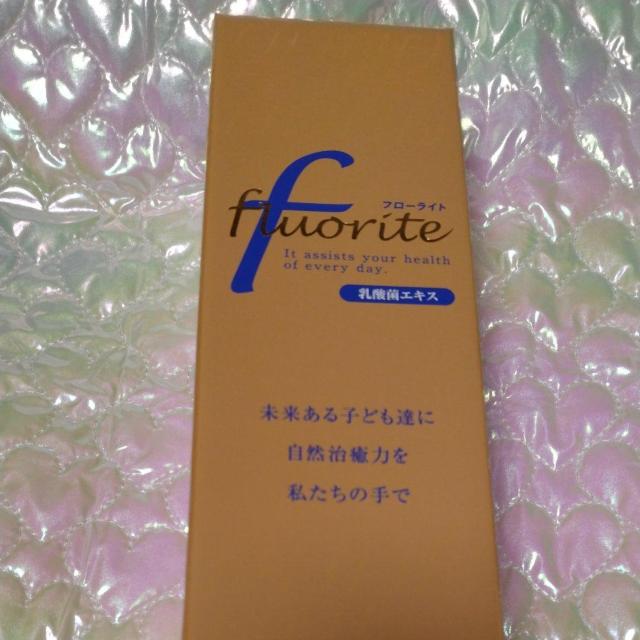 フローライト
fluorite
It assists your health
of every day.
乳酸菌エキス
未来ある子ども達に
自然治癒力を
私たちの手で